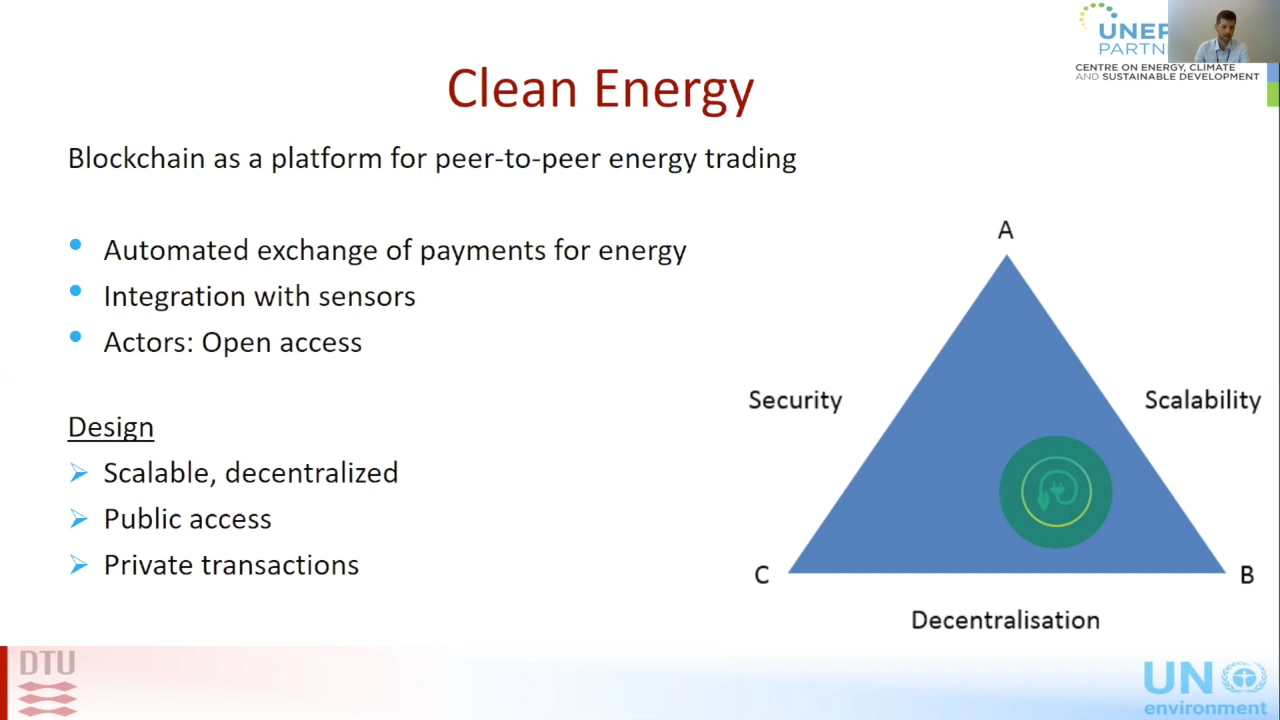 UNEP
PARTN
CENTRE ON ENERGY, CLIMATE
AND SUSTAINABLE DEVELOPMENT
Clean Energy
Blockchain as a platform for peer-to-peer energy trading
Automated exchange of payments for energy
Integration with sensors
Actors: Open access
Design
Scalable, decentralized
Public access
Private transactions
A
Security
Scalability
C
B
Decentralisation
DTU
UN
environment